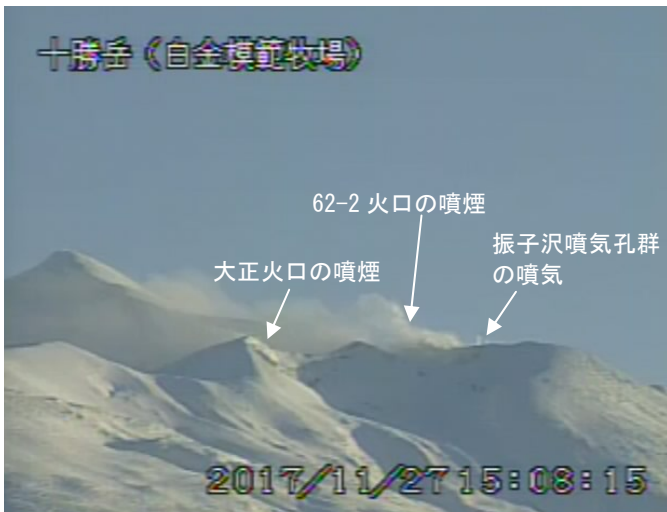 十勝岳（白金模範牧場）
62-2 火口の噴煙
振子沢噴気孔群
の噴気
大正火口の噴煙
2017/11/27 15:08:15